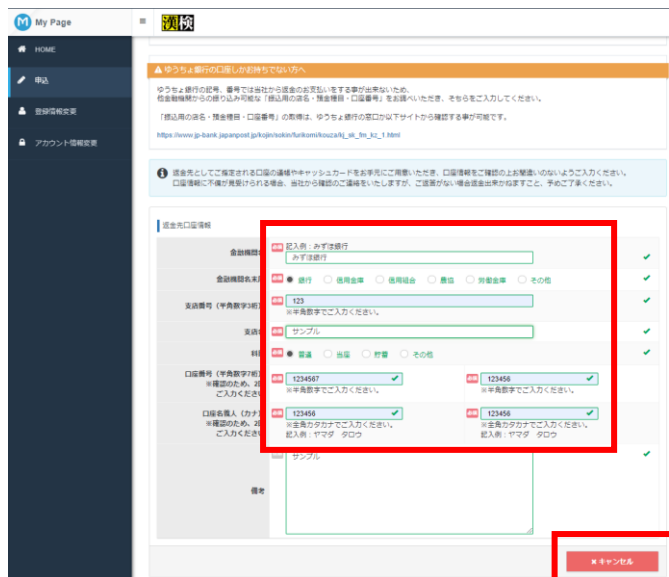 My Page
漢検
HOME
申込
登録情報変更
アカウント情報変更
ゆうちょ銀行の口座しかお持ちでない方へ
ゆうちょ銀行の記号、番号では当社から返金のお支払いをする事が出来ないため、
他金融機関からの振り込み可能な「振込用の店名・預金種目・口座番号」をお調べいただき、そちらをご入力してください。
「振込用の店名・預金種目・口座番号」の取得は、ゆうちょ銀行の窓口か以下サイトから確認する事が可能です。
https://www.jp-bank.japanpost.jp/kojin/sokin/furikomi/kouza/kj_sk_fm_kz_1.html
返金先としてご指定される口座の通帳やキャッシュカードをお手元にご用意いただき、口座情報をご確認の上お間違いのないようご入力ください。
口座情報に不備が見受けられる場合、当社から確認のご連絡をいたしますが、ご返答がない場合返金出来かねますこと、予めご了承ください。
返金先口座情報
金融機関 必須 記入例：みずほ銀行
みずほ銀行
金融機関名末尾 必須 銀行 信用金庫 信用組合 農協 労働金庫 その他
支店番号（半角数字3桁） 必須 123
※半角数字でご入力ください。
支店 必須 サンプル
必須 普通 当座 貯蓄 その他
口座番号（半角数字7桁） 必須 1234567 必須 123456
※確認のため、2 ※半角数字でご入力ください。 ※半角数字でご入力ください。
ご入力ください
口座名義人（カナ） 必須 123456 必須 123456
※確認のため、2 ※全角カタカナでご入力ください。 ※全角カタカナでご入力ください。
ご入力ください 記入例：ヤマダ　タロウ 記入例：ヤマダ　タロウ
サンプル
備考
キャンセル